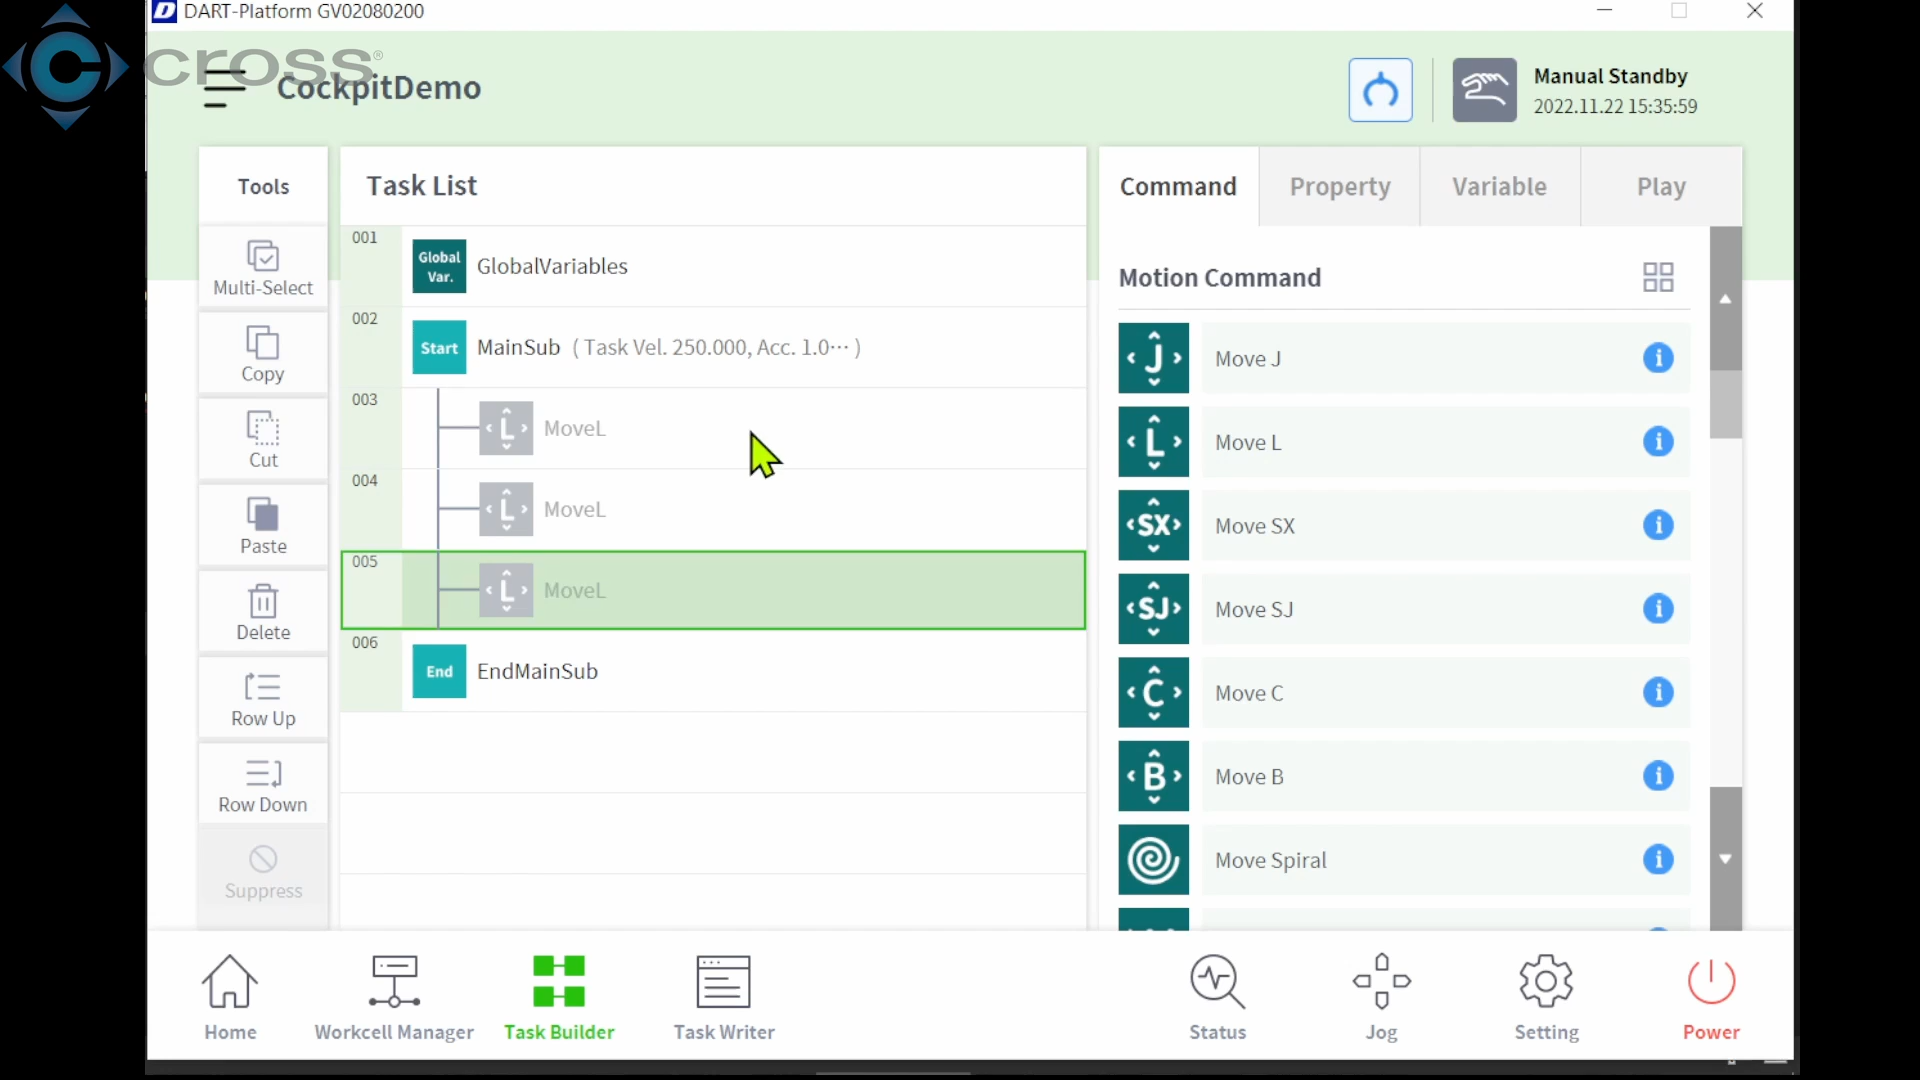 DART-Platform GV02080200
cross®
CockpitDemo
Manual Standby
2022.11.22 15:35:59
Tools
Multi-Select
Copy
Cut
Paste
Delete
Row Up
Row Down
Suppress
Task List
001
Global
Var.
GlobalVariables
002
Start
MainSub ( Task Vel. 250.000, Acc. 1.0··· )
003
L
MoveL
004
L
MoveL
005
L
MoveL
006
End
EndMainSub
Command
Property
Variable
Play
Motion Command
J
Move J
L
Move L
SX
Move SX
SJ
Move SJ
C
Move C
B
Move B
Move Spiral
Home
Workcell Manager
Task Builder
Task Writer
Status
Jog
Setting
Power